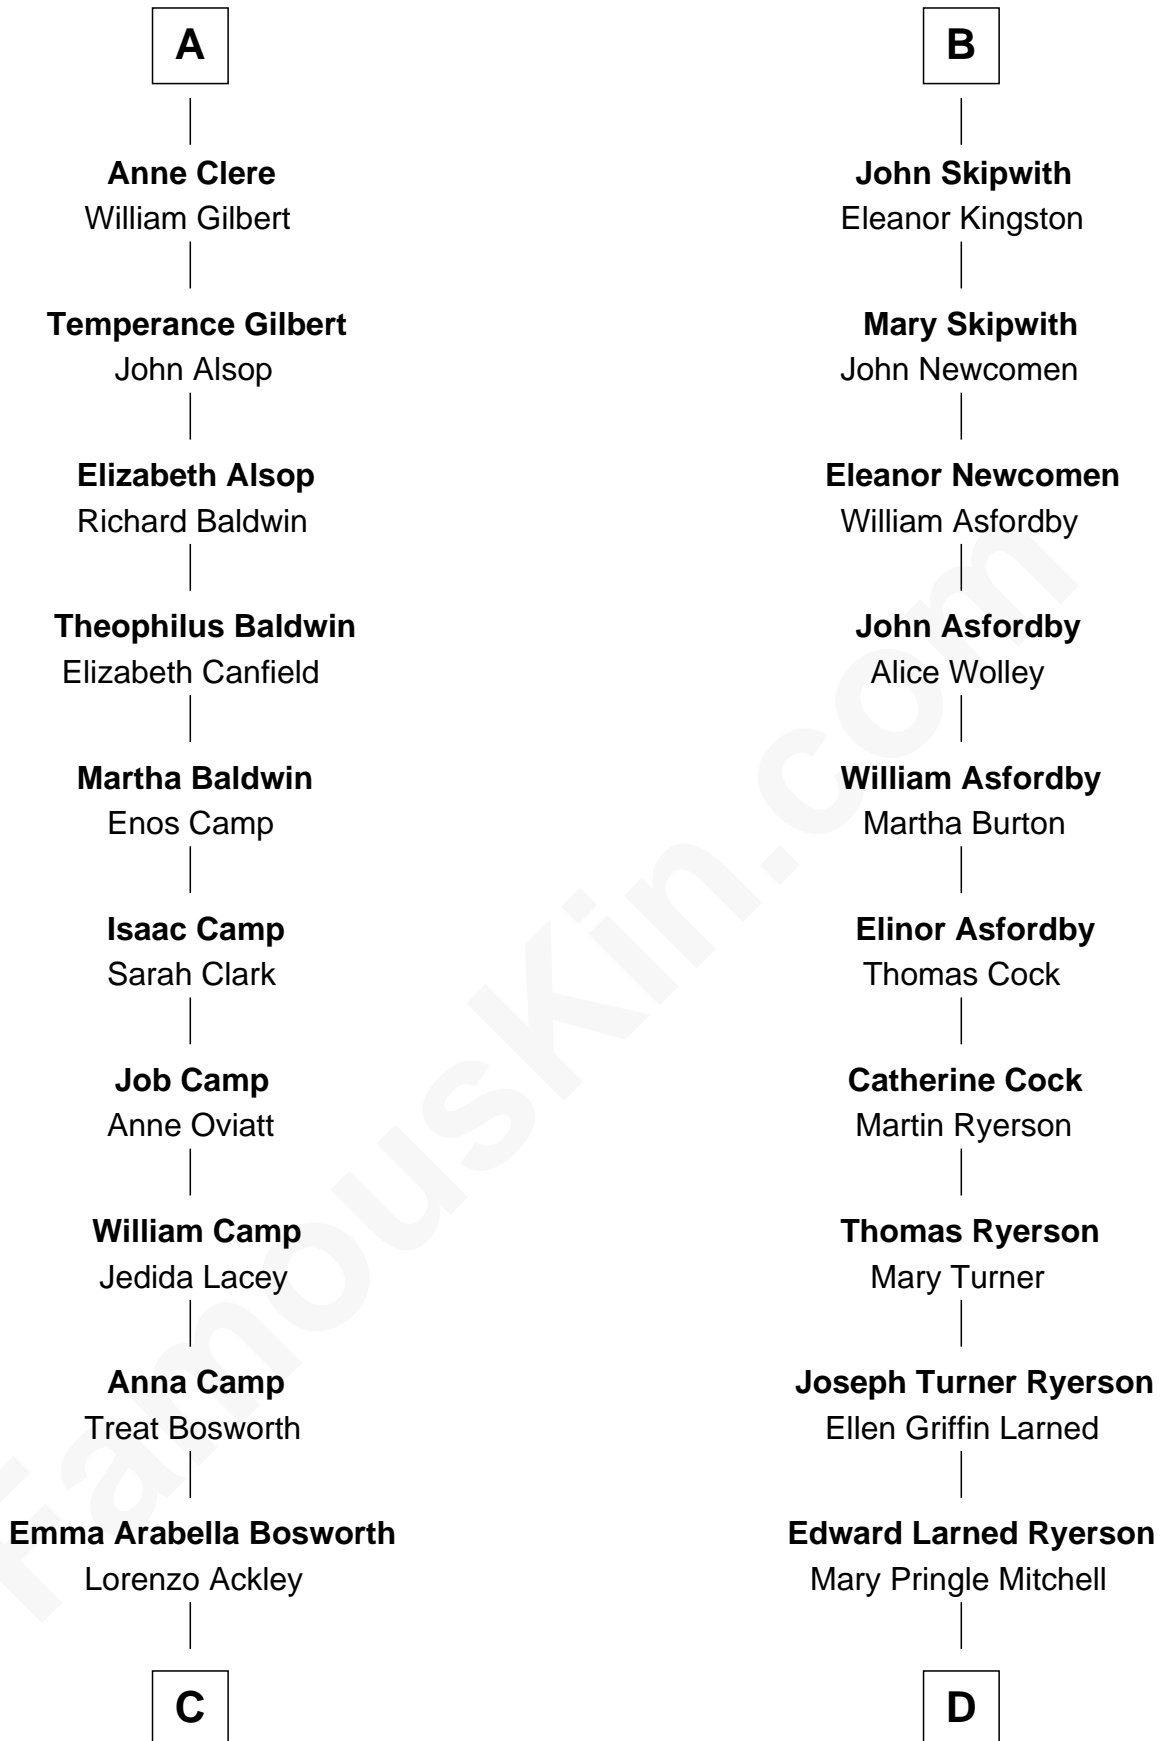 A
Anne Clere
William Gilbert
Temperance Gilbert
John Alsop
Elizabeth Alsop
Richard Baldwin
Theophilus Baldwin
Elizabeth Canfield
Martha Baldwin
Enos Camp
Isaac Camp
Sarah Clark
Job Camp
Anne Oviatt
William Camp
Jedida Lacey
Anna Camp
Treat Bosworth
Emma Arabella Bosworth
Lorenzo Ackley
C
B
John Skipwith
Eleanor Kingston
Mary Skipwith
John Newcomen
Eleanor Newcomen
William Asfordby
John Asfordby
Alice Wolley
William Asfordby
Martha Burton
Elinor Asfordby
Thomas Cock
Catherine Cock
Martin Ryerson
Thomas Ryerson
Mary Turner
Joseph Turner Ryerson
Ellen Griffin Larned
Edward Larned Ryerson
Mary Pringle Mitchell
D
FamousKin.com